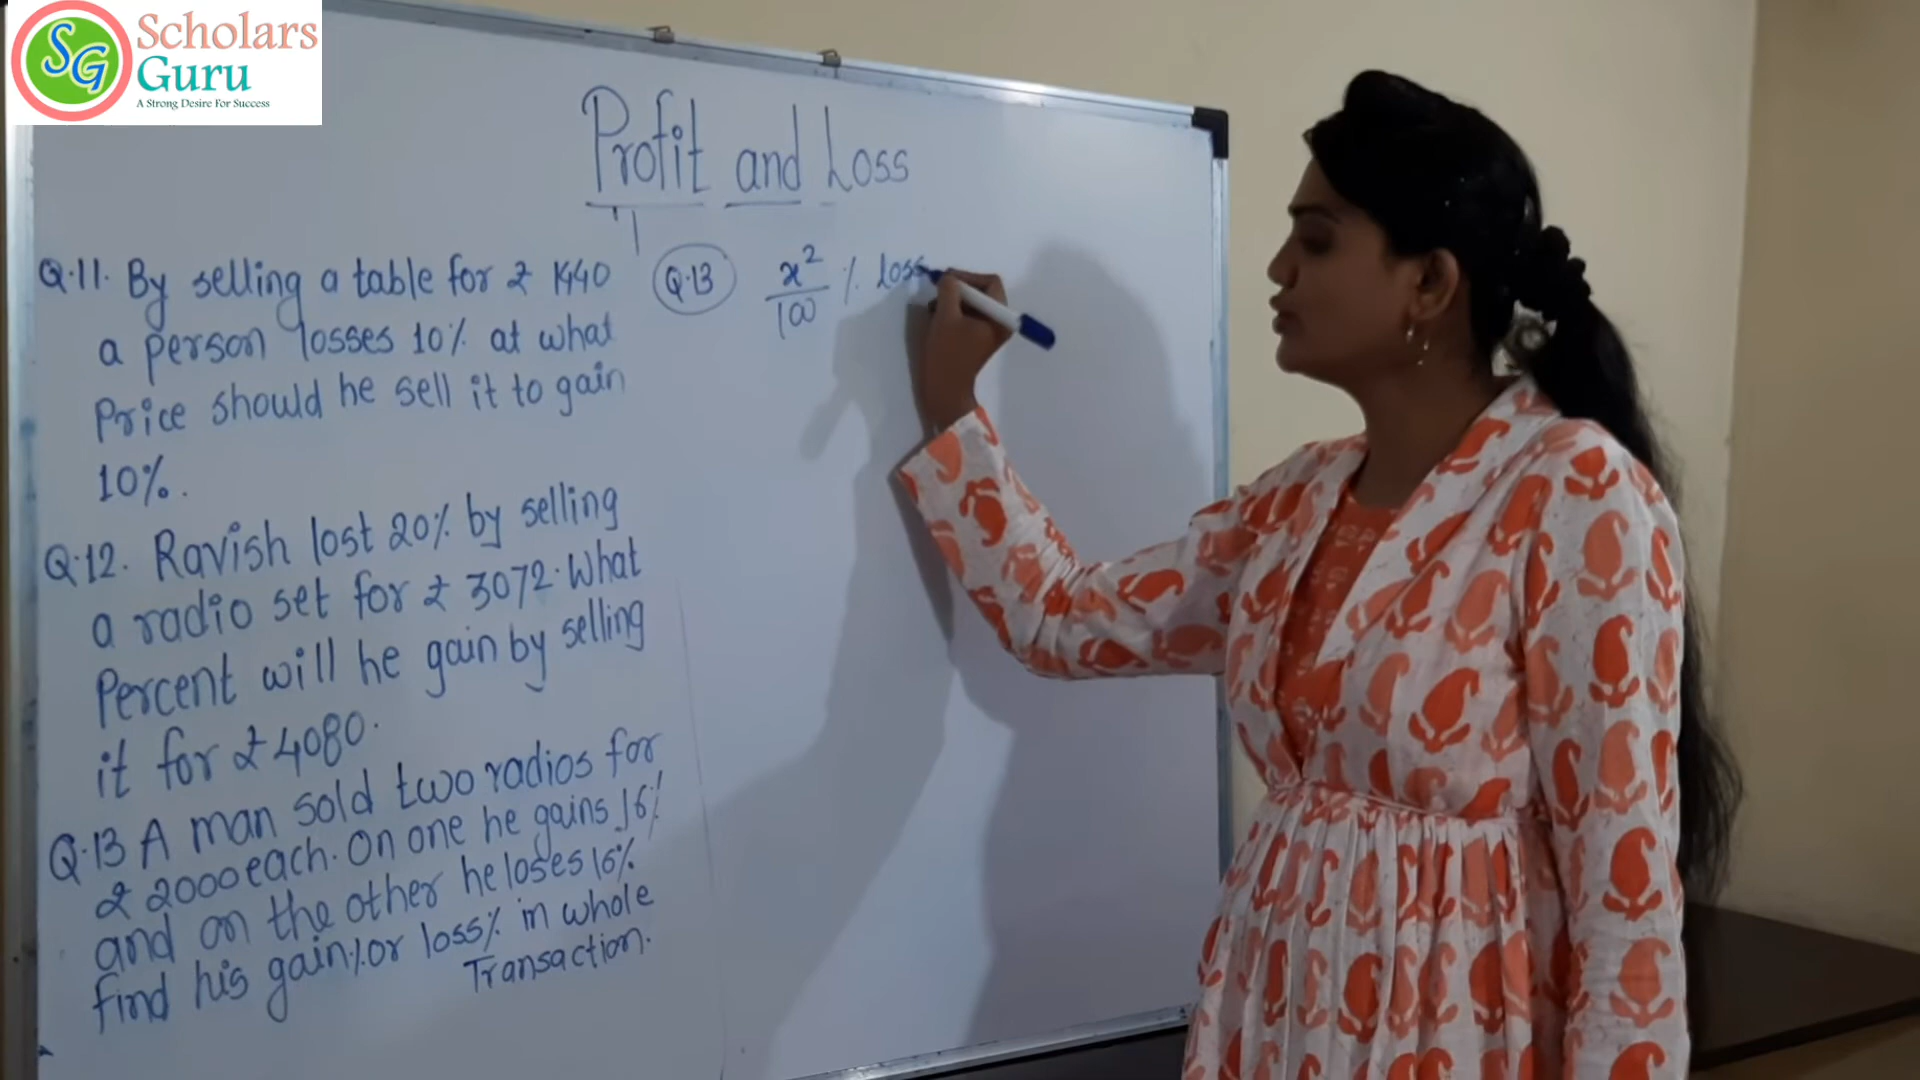 Scholars
Guru
A Strong Desire For Success
SG
Profit and Loss
Q.11. By selling a table for ₹ 1440
a person losses 10% at what
Price should he sell it to gain
10%.
Q.12. Ravish lost 20% by selling
a radio set for ₹ 3072. What
Percent will he gain by selling
it for ₹ 4080.
Q.13 A man sold two radios for
₹ 2000 each. On one he gains 16%
and on the other he loses 16%
find his gain% or loss% in whole
Transaction.
Q.13 x²/100 % Loss